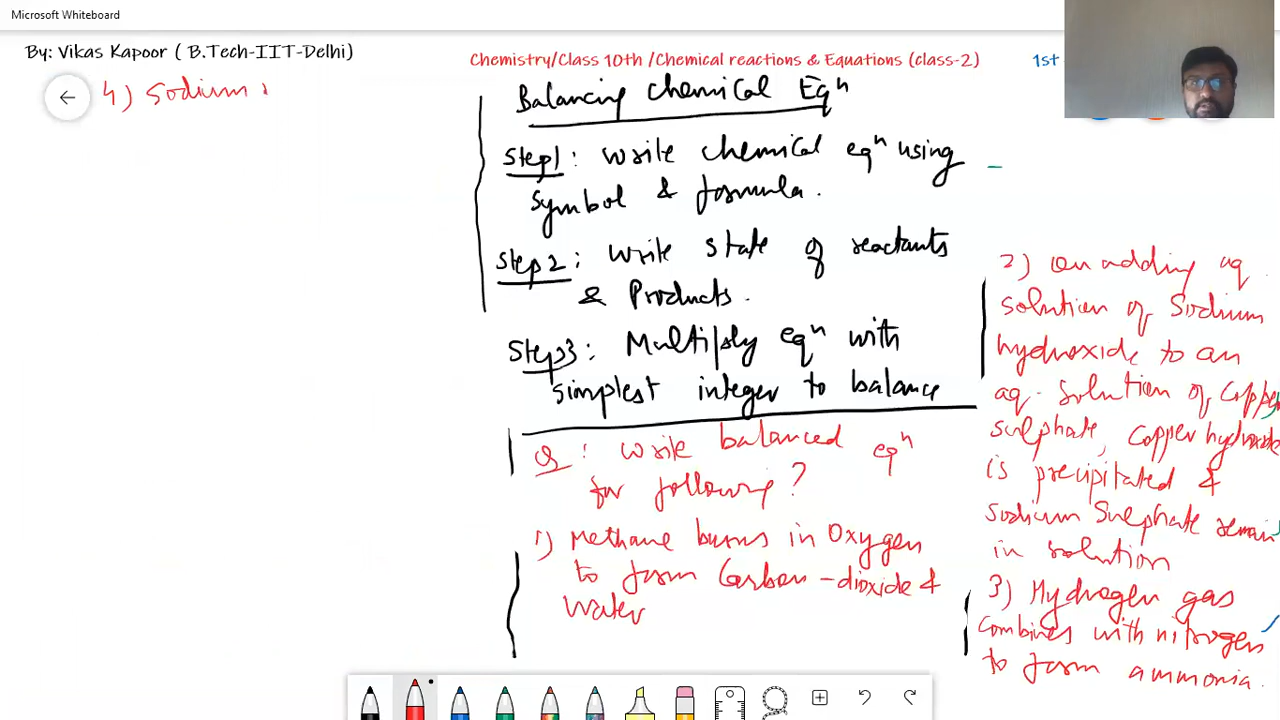 Microsoft Whiteboard
By: Vikas Kapoor ( B.Tech-IIT-Delhi)
Chemistry/Class 10th /Chemical reactions & Equations (class-2)
1st
4) Sodium
Balancing Chemical Eqn
Step1: Write chemical eqn using
symbol & formula.
Step2: Write state of reactants
& Products.
Step3: Multiply eqn with
simplest integer to balance
Q: Write balanced eqn
for following?
1) Methane burns in Oxygen
to form Carbon-dioxide &
Water
2) On adding aq.
solution of Sodium
hydroxide to an
aq. solution of Copper
sulphate, Copper hydroxide
is precipitated &
Sodium Sulphate remain
in solution
3) Hydrogen gas
Combines with nitrogen
to form ammonia.